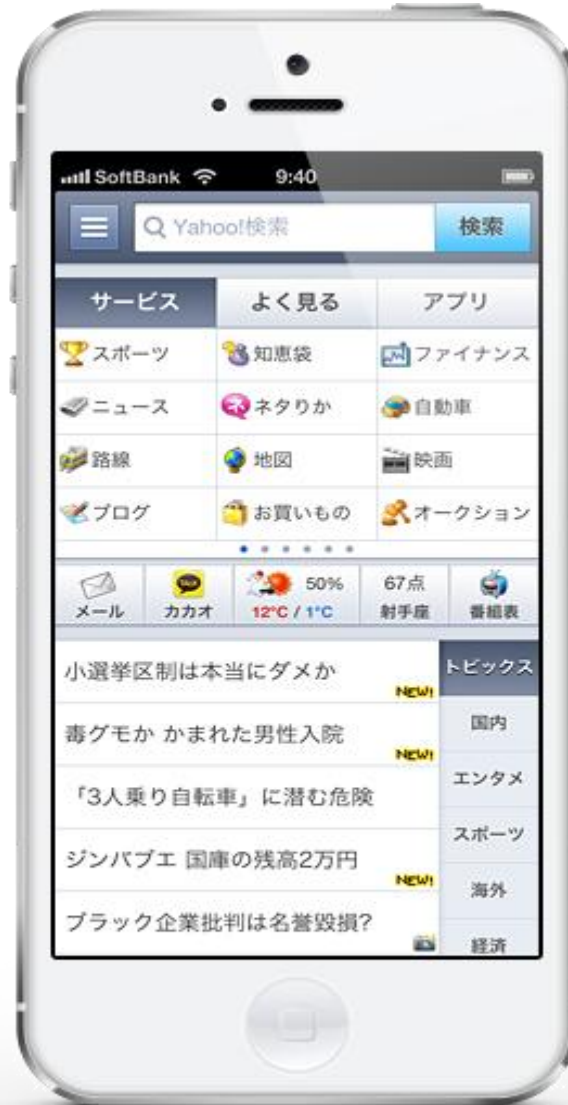 SoftBank 9:40
Yahoo!検索 検索
サービス よく見る アプリ
スポーツ 知恵袋 ファイナンス
ニュース ネタりか 自動車
路線 地図 映画
ブログ お買いもの オークション
TALK 50% 67点
メール カカオ 12°C / 1°C 射手座 番組表
小選挙区制は本当にダメか NEW!
毒グモか かまれた男性入院 NEW!
「3人乗り自転車」に潜む危険
ジンバブエ 国庫の残高2万円 NEW!
ブラック企業批判は名誉毀損?
トピックス
国内
エンタメ
スポーツ
海外
経済